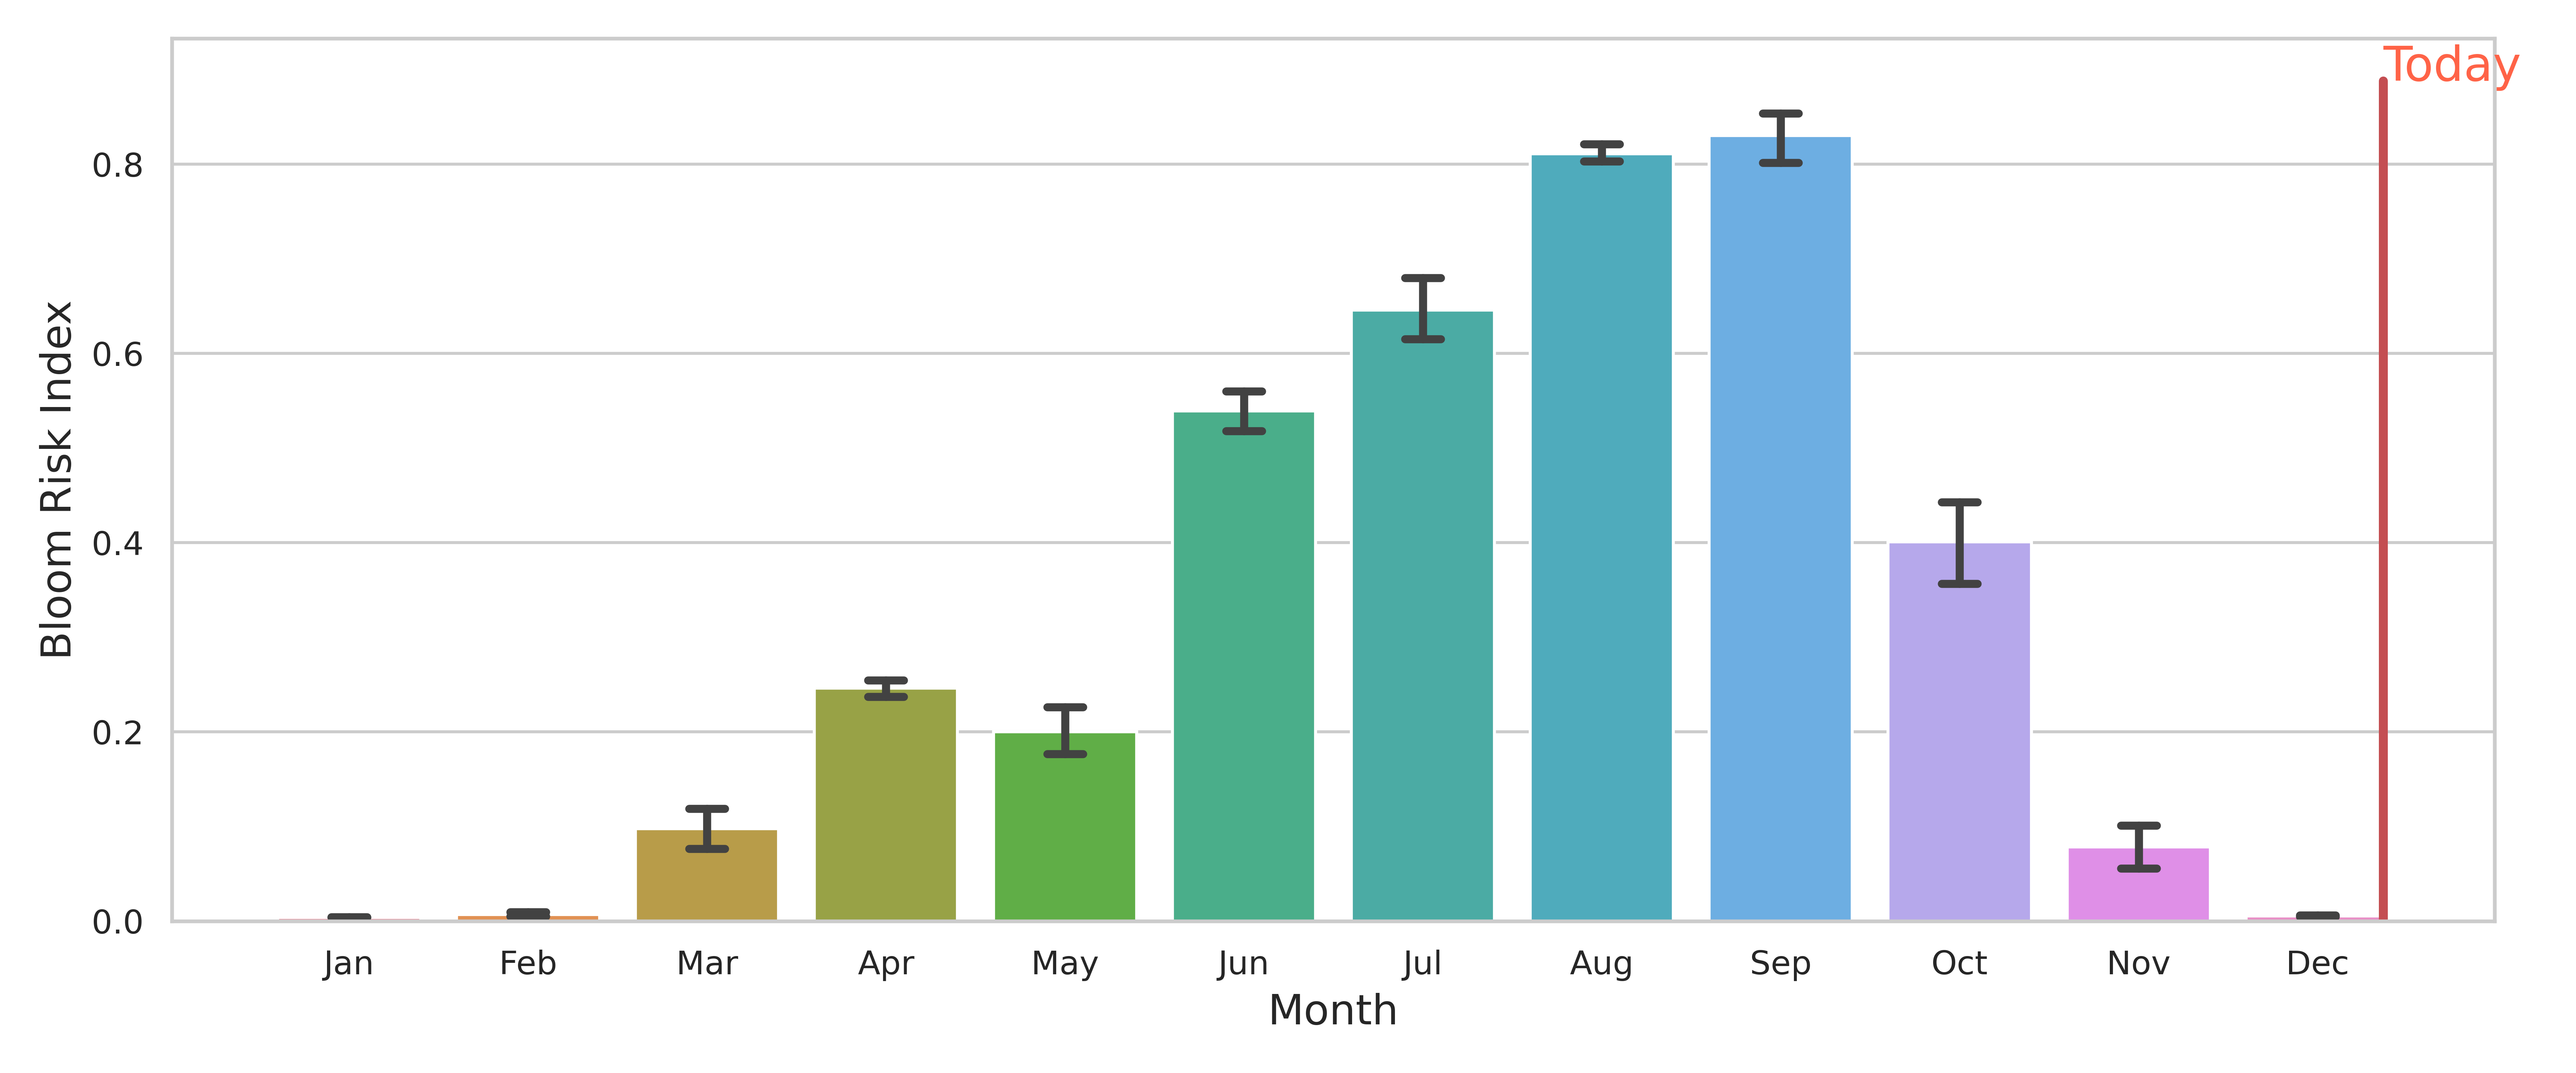 Today
Bloom Risk Index
0.8
0.6
0.4
0.2
0.0
Jan Feb Mar Apr May Jun Jul Aug Sep Oct Nov Dec
Month